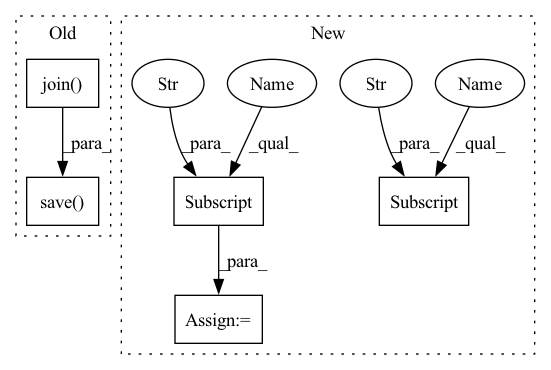 Old
New
join()
Str
Name
Str
Name
_para_
_para_
_qual_
_para_
_qual_
save()
Subscript
Subscript
_para_
Assign:=